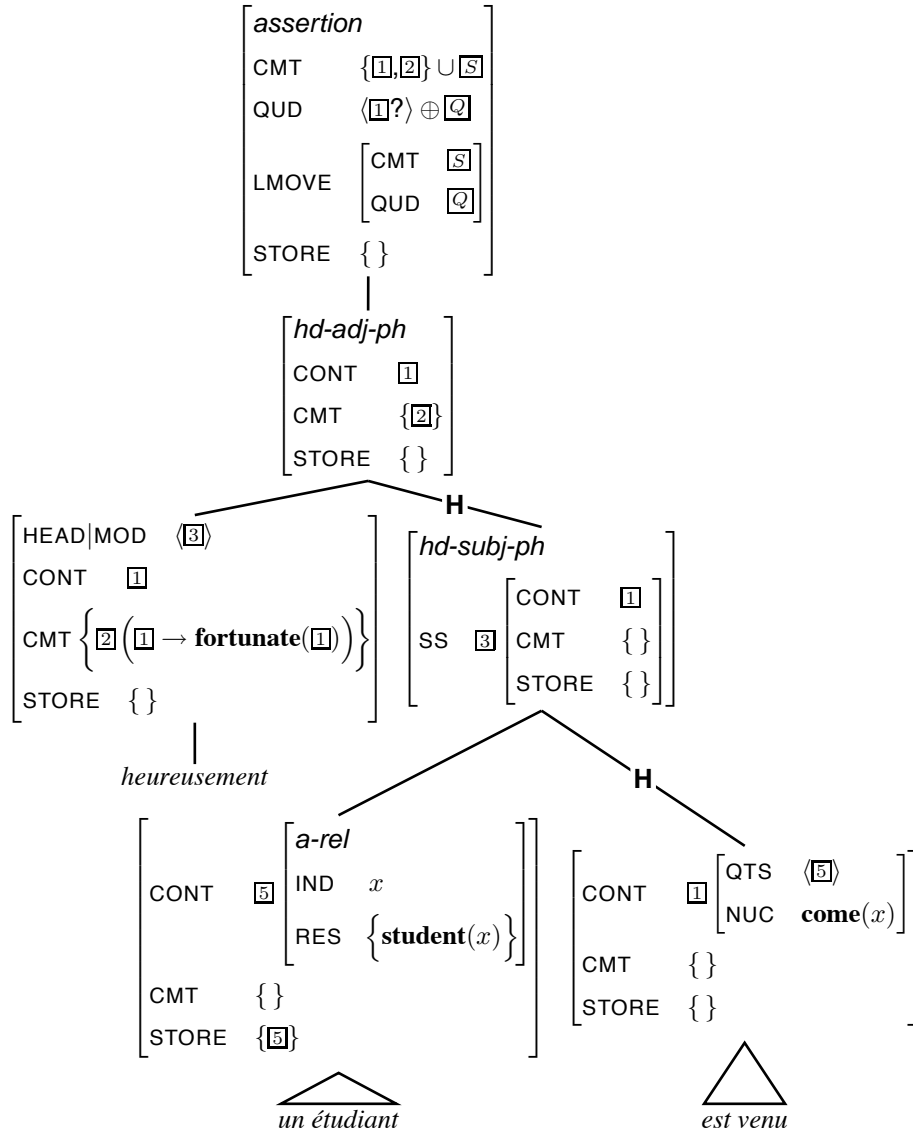 assertion
CMT {1,2} ∪ S
QUD ⟨1?⟩ ⊕ Q
LMOVE [CMT S
QUD Q]
STORE { }
hd-adj-ph
CONT 1
CMT {2}
STORE { }
H
HEAD|MOD ⟨3⟩
CONT 1
CMT {2(1 → fortunate(1))}
STORE { }
heureusement
hd-subj-ph
SS 3 [CONT 1
CMT { }
STORE { }]
H
CONT 5 [a-rel
IND x
RES {student(x)}]
CMT { }
STORE {5}
un étudiant
CONT 1 [QTS ⟨5⟩
NUC come(x)]
CMT { }
STORE { }
est venu